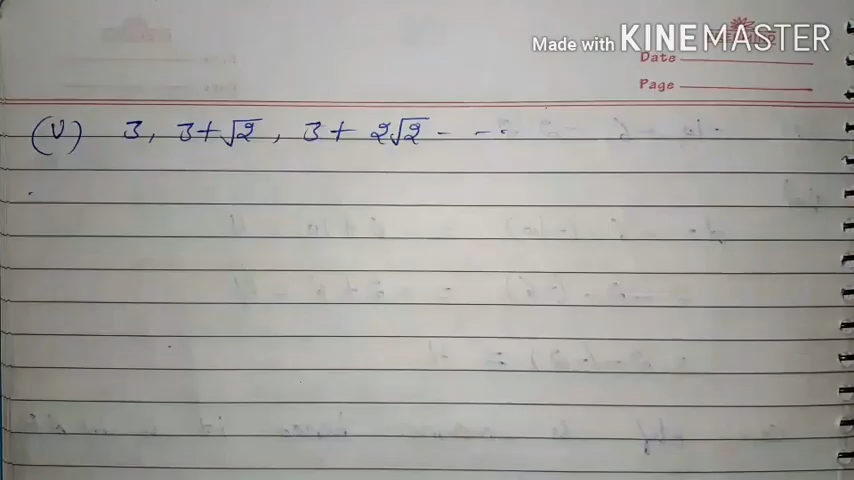 Made with KINEMASTER
Date
Page
(V) 3, 3+√2, 3+ 2√2 - - .